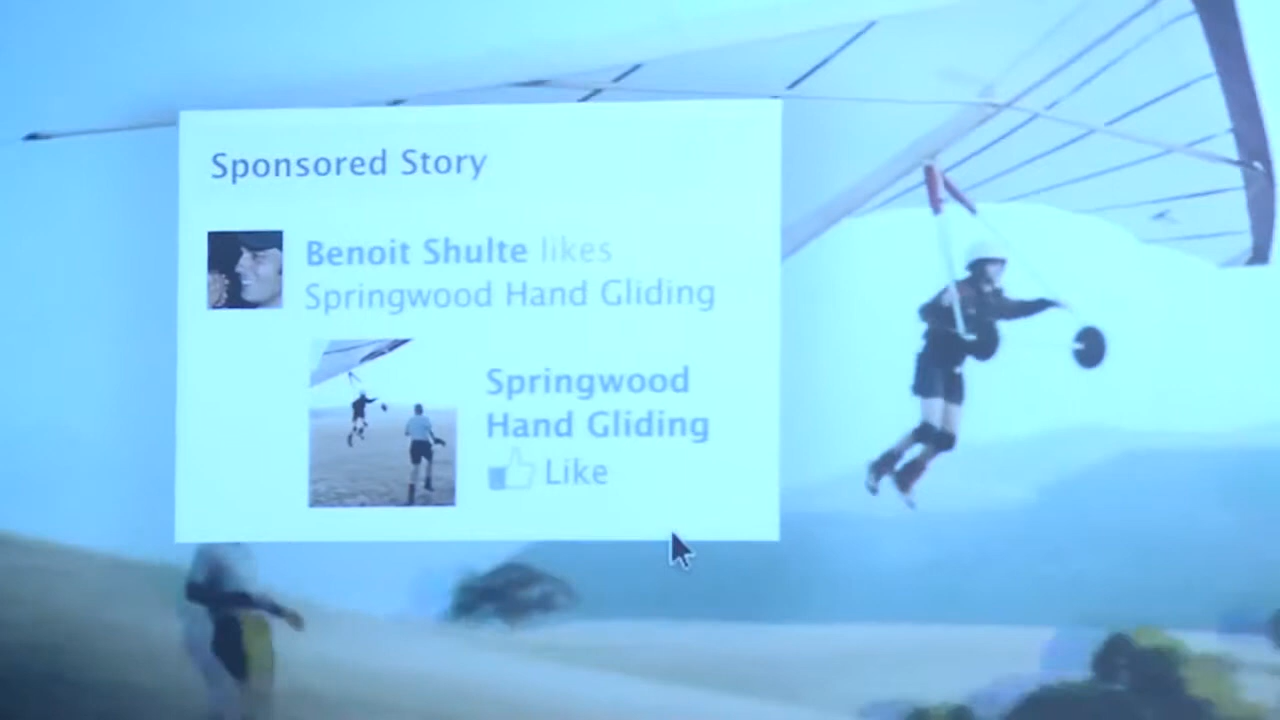 Sponsored Story
Benoit Shulte likes
Springwood Hand Gliding
Springwood
Hand Gliding
Like